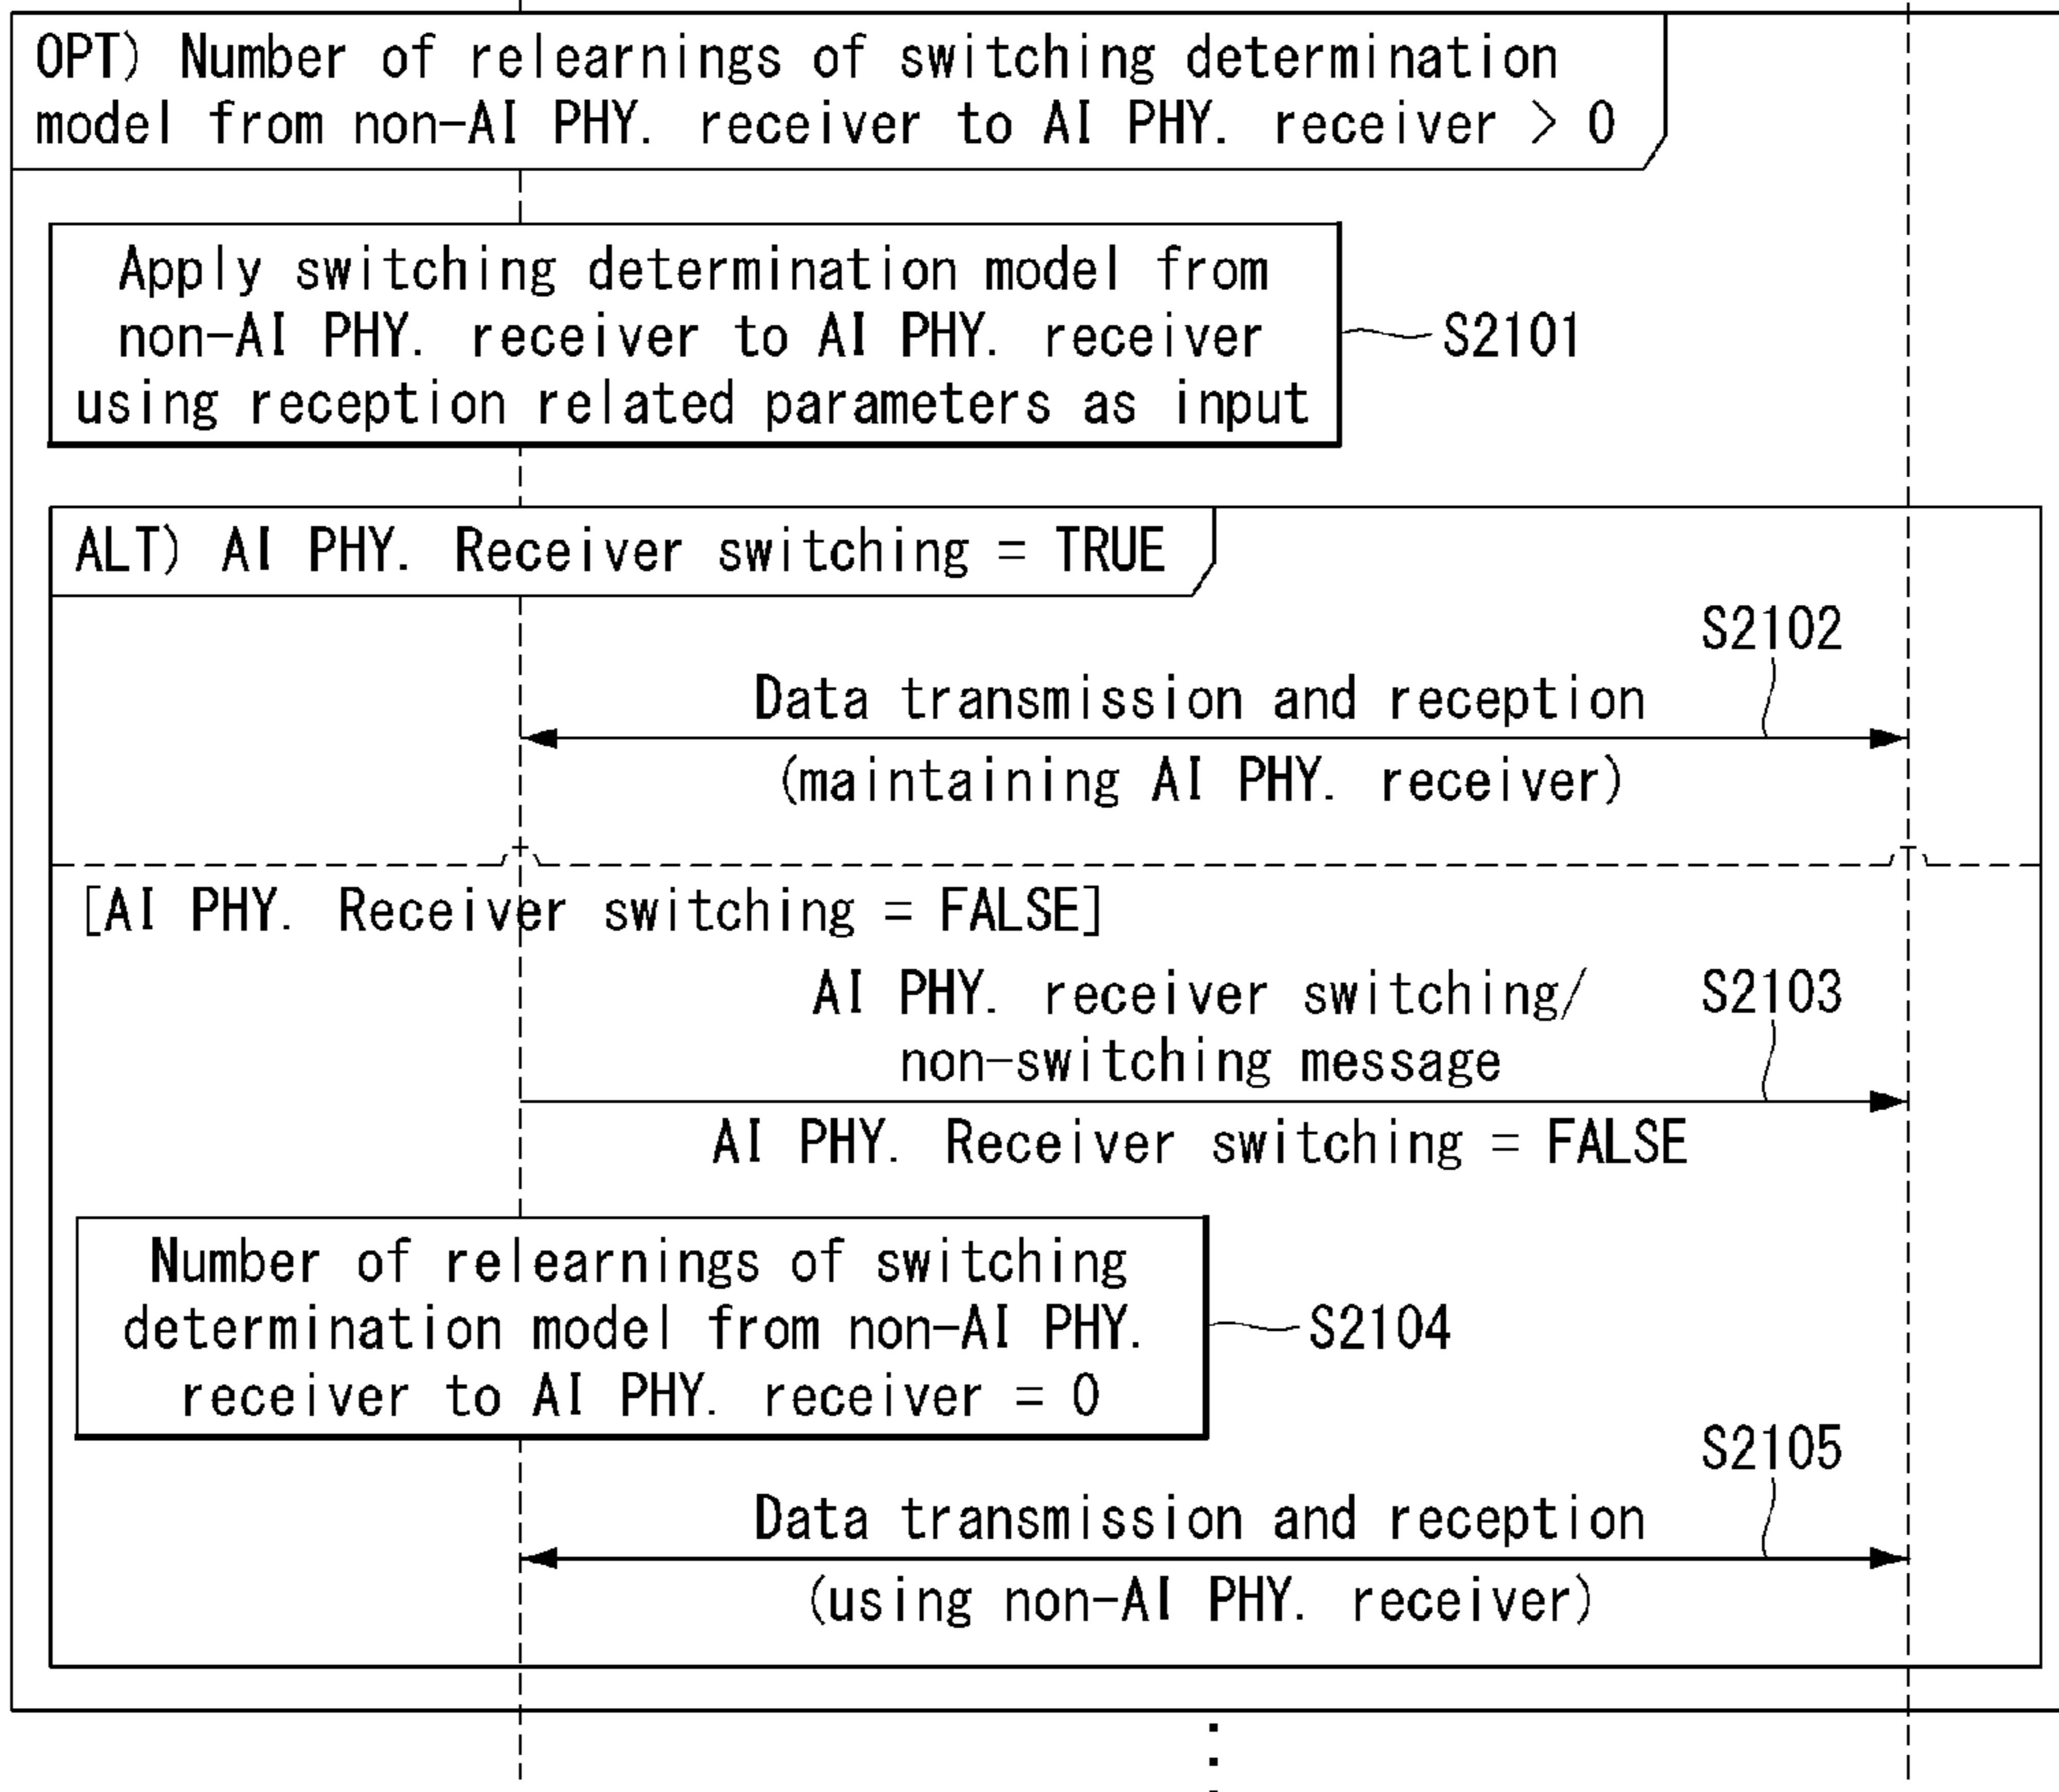 OPT) Number of relearnings of switching determination
model from non-AI PHY. receiver to AI PHY. receiver > 0
Apply switching determination model from
non-AI PHY. receiver to AI PHY. receiver
using reception related parameters as input
S2101
ALT) AI PHY. Receiver switching = TRUE
S2102
Data transmission and reception
(maintaining AI PHY. receiver)
[AI PHY. Receiver switching = FALSE]
AI PHY. receiver switching/
non-switching message
S2103
AI PHY. Receiver switching = FALSE
Number of relearnings of switching
determination model from non-AI PHY.
receiver to AI PHY. receiver = 0
S2104
S2105
Data transmission and reception
(using non-AI PHY. receiver)